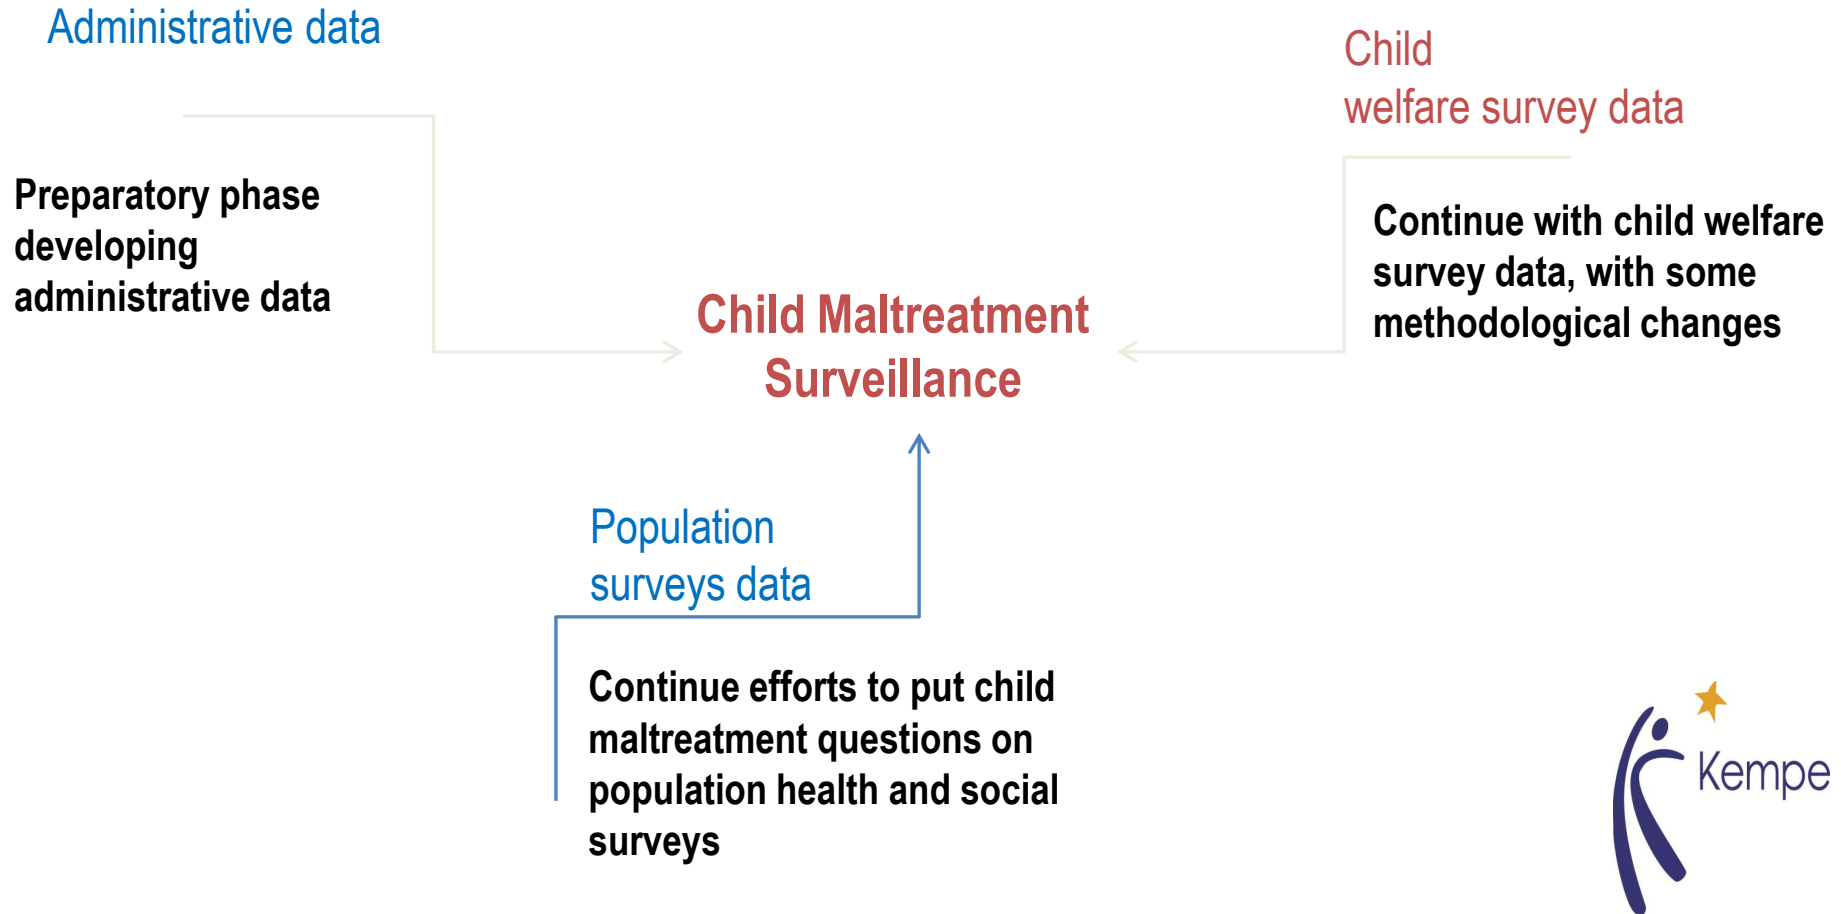 Administrative data
Preparatory phase
developing
administrative data
Child
welfare survey data
Continue with child welfare
survey data, with some
methodological changes
Child Maltreatment
Surveillance
Population
surveys data
Continue efforts to put child
maltreatment questions on
population health and social
surveys
Kempe